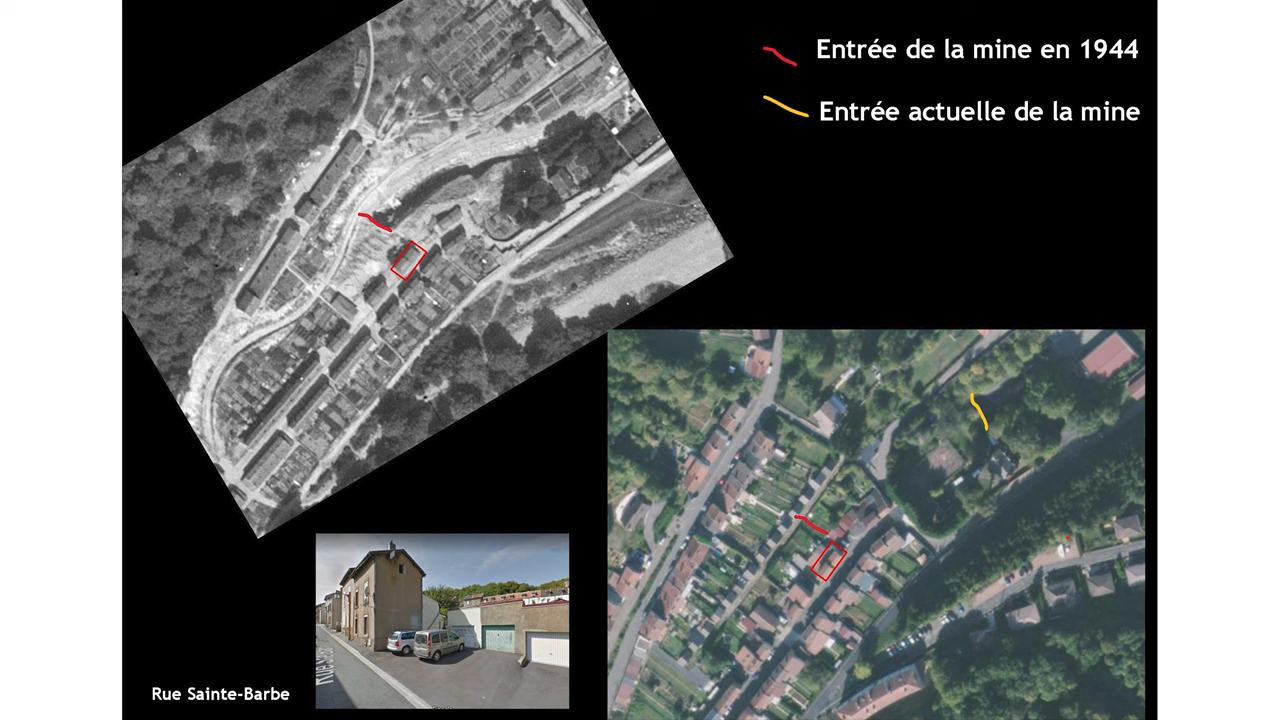 Entrée de la mine en 1944
Entrée actuelle de la mine
Rue Sainte-Barbe